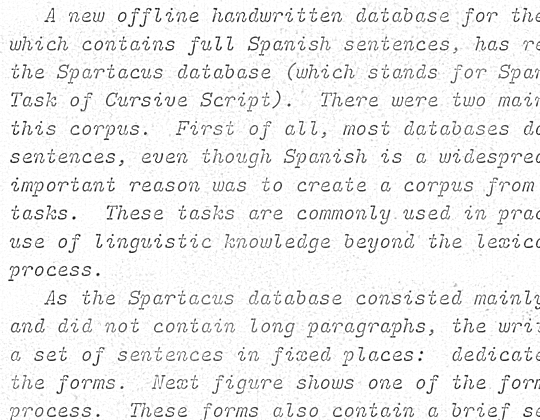 A new offline handwritten database for the
which contains full Spanish sentences, has re
the Spartacus database (which stands for Spar
Task of Cursive Script). There were two main
this corpus. First of all, most databases do
sentences, even though Spanish is a widespread
important reason was to create a corpus from
tasks. These tasks are commonly used in prac
use of linguistic knowledge beyond the lexica
process.
As the Spartacus database consisted mainly
and did not contain long paragraphs, the writ
a set of sentences in fixed places: dedicate
the forms. Next figure shows one of the form
process. These forms also contain a brief se